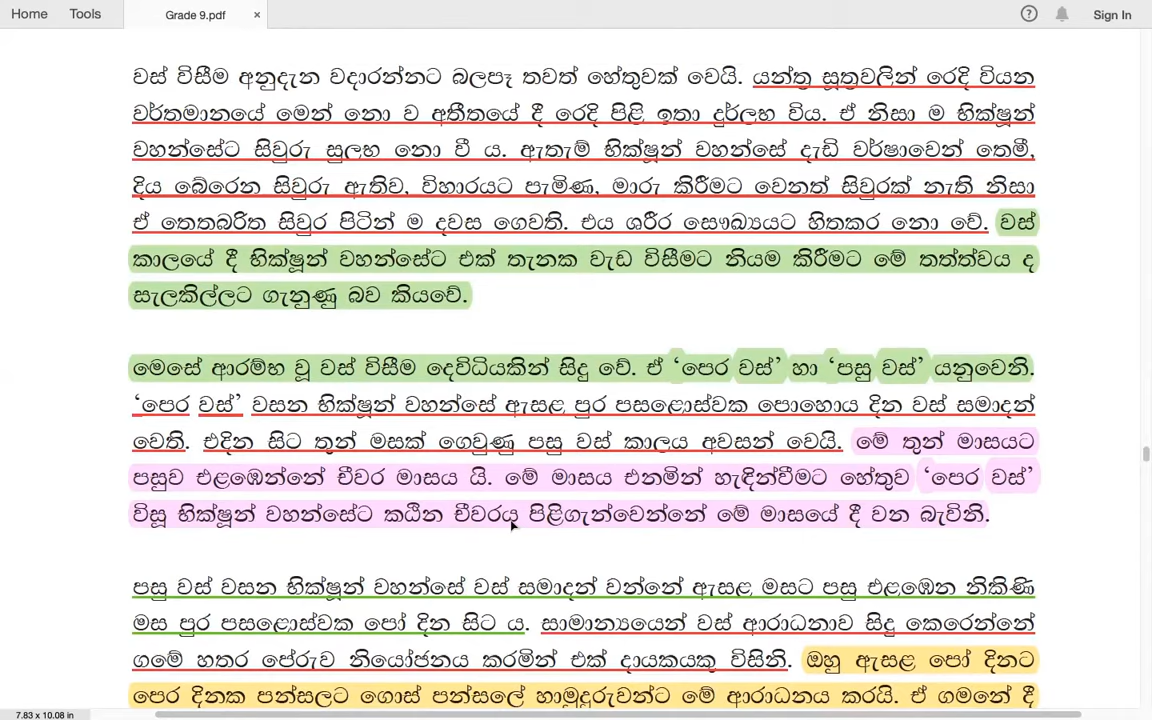 Home Tools Grade 9.pdf × Sign In
වස් විසීම අනුදැන වදාරන්නට බලපෑ තවත් හේතුවක් වෙයි. යන්ත්‍ර සූත්‍රවලින් රෙදි වියන
වර්තමානයේ මෙන් නො ව අතීතයේ දී රෙදි පිළි ඉතා දුර්ලභ විය. ඒ නිසා ම භික්ෂූන්
වහන්සේට සිවුරු සුලභ නො වී ය. ඇතැම් භික්ෂූන් වහන්සේ දැඩි වර්ෂාවෙන් තෙමී,
දිය බේරෙන සිවුරු ඇතිව, විහාරයට පැමිණ, මාරු කිරීමට වෙනත් සිවුරක් නැති නිසා
ඒ තෙතබරිත සිවුර පිටින් ම දවස ගෙවති. එය ශරීර සෞඛ්‍යයට හිතකර නො වේ. වස්
කාලයේ දී භික්ෂූන් වහන්සේට එක් තැනක වැඩ විසීමට නියම කිරීමට මේ තත්ත්වය ද
සැලකිල්ලට ගැනුණු බව කියවේ.
මෙසේ ආරම්භ වූ වස් විසීම දෙවිධියකින් සිදු වේ. ඒ ‘පෙර වස්’ හා ‘පසු වස්’ යනුවෙනි.
‘පෙර වස්’ වසන භික්ෂූන් වහන්සේ ඇසළ පුර පසළොස්වක පොහොය දින වස් සමාදන්
වෙති. එදින සිට තුන් මසක් ගෙවුණු පසු වස් කාලය අවසන් වෙයි. මේ තුන් මාසයට
පසුව එළඹෙන්නේ චීවර මාසය යි. මේ මාසය එනමින් හැඳින්වීමට හේතුව ‘පෙර වස්’
විසූ භික්ෂූන් වහන්සේට කඨින චීවරය පිළිගැන්වෙන්නේ මේ මාසයේ දී වන බැවිනි.
පසු වස් වසන භික්ෂූන් වහන්සේ වස් සමාදන් වන්නේ ඇසළ මසට පසු එළඹෙන නිකිණි
මස පුර පසළොස්වක පෝ දින සිට ය. සාමාන්‍යයෙන් වස් ආරාධනාව සිදු කෙරෙන්නේ
ගමේ හතර පේරුව නියෝජනය කරමින් එක් දායකයකු විසිනි. ඔහු ඇසළ පෝ දිනට
පෙර දිනක පන්සලට ගොස් පන්සලේ හාමුදුරුවන්ට මේ ආරාධනය කරයි. ඒ ගමනේ දී
7.83 x 10.08 in